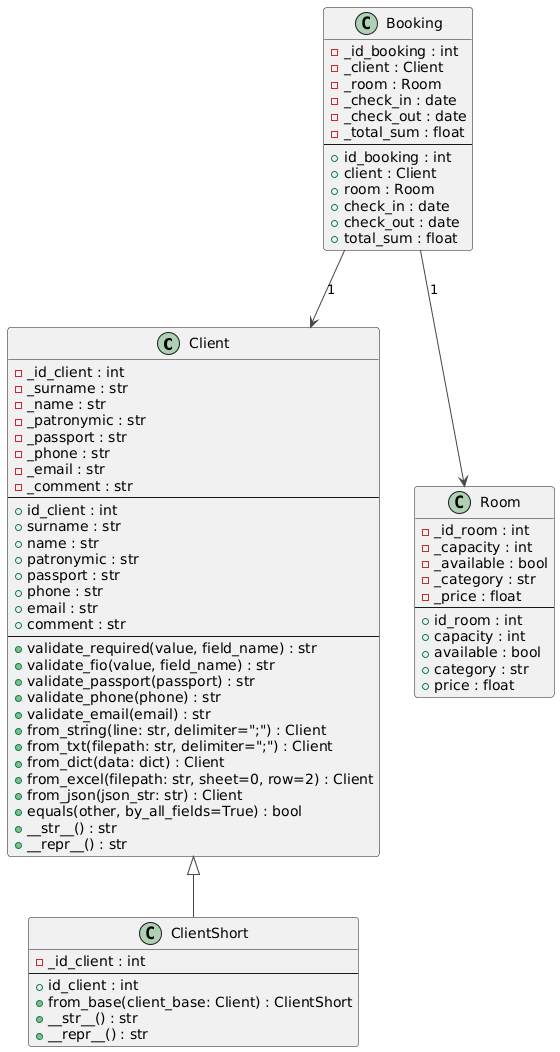 C Booking
_id_booking : int
_client : Client
_room : Room
_check_in : date
_check_out : date
_total_sum : float
id_booking : int
client : Client
room : Room
check_in : date
check_out : date
total_sum : float
1
1
C Client
_id_client : int
_surname : str
_name : str
_patronymic : str
_passport : str
_phone : str
_email : str
_comment : str
id_client : int
surname : str
name : str
patronymic : str
passport : str
phone : str
email : str
comment : str
validate_required(value, field_name) : str
validate_fio(value, field_name) : str
validate_passport(passport) : str
validate_phone(phone) : str
validate_email(email) : str
from_string(line: str, delimiter=";") : Client
from_txt(filepath: str, delimiter=";") : Client
from_dict(data: dict) : Client
from_excel(filepath: str, sheet=0, row=2) : Client
from_json(json_str: str) : Client
equals(other, by_all_fields=True) : bool
__str__() : str
__repr__() : str
C Room
_id_room : int
_capacity : int
_available : bool
_category : str
_price : float
id_room : int
capacity : int
available : bool
category : str
price : float
C ClientShort
_id_client : int
id_client : int
from_base(client_base: Client) : ClientShort
__str__() : str
__repr__() : str